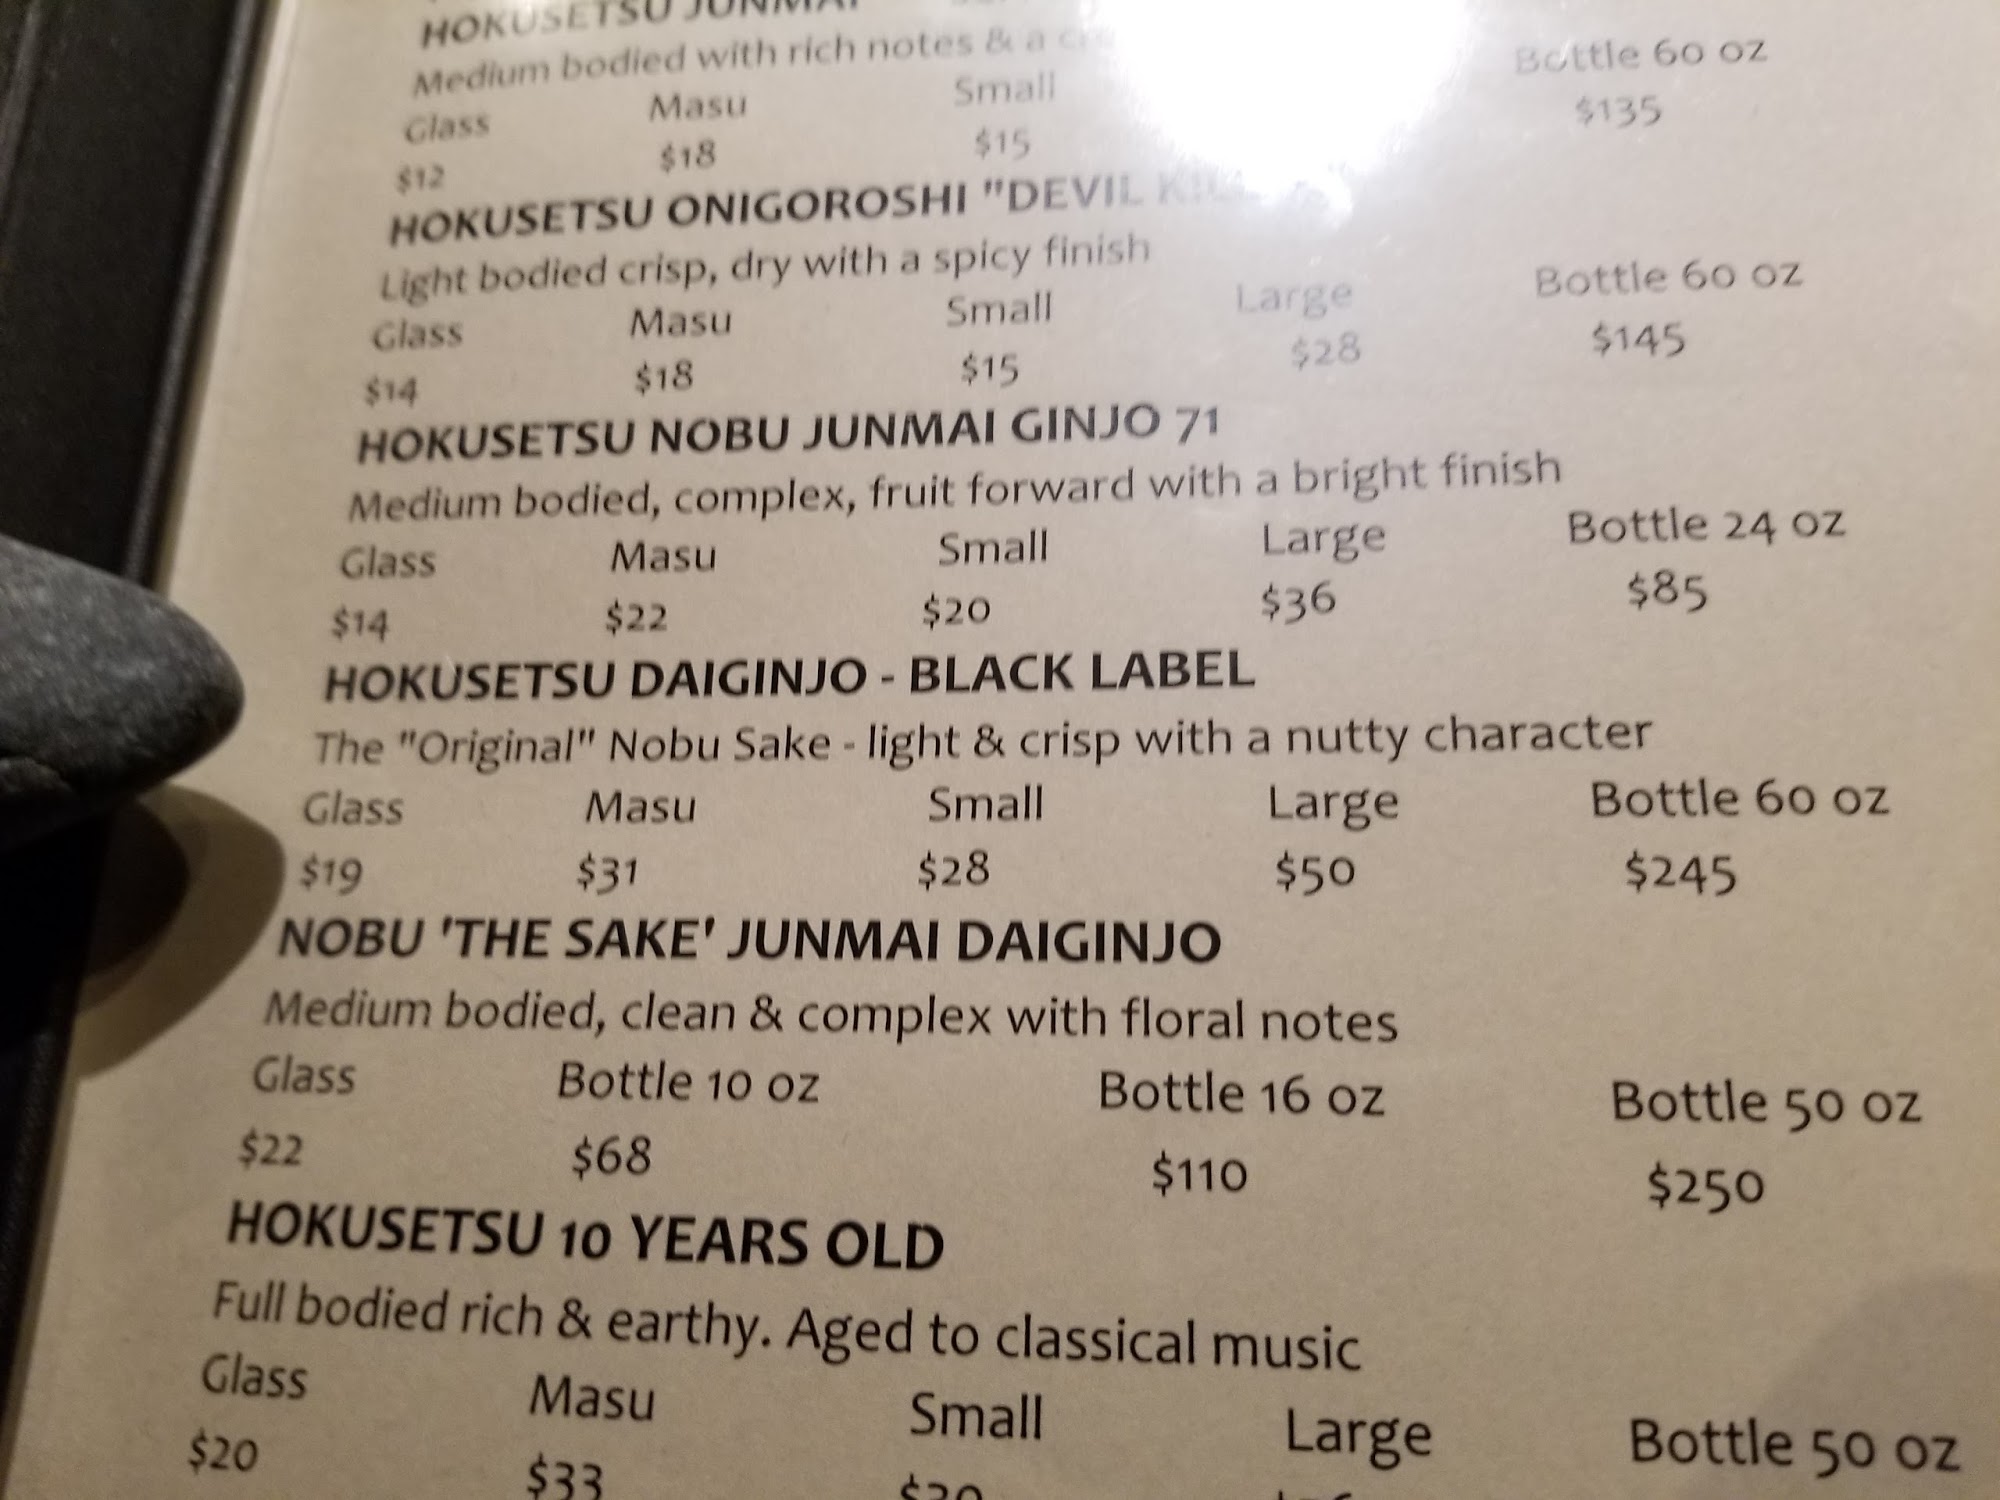 HOKUSETSU JUNMAI
Medium bodied with rich notes & a
Glass Masu Small Bottle 60 oz
$12 $18 $15 $135
HOKUSETSU ONIGOROSHI "DEVIL
Light bodied crisp, dry with a spicy finish
Glass Masu Small Large Bottle 60 oz
$14 $18 $15 $28 $145
HOKUSETSU NOBU JUNMAI GINJO 71
Medium bodied, complex, fruit forward with a bright finish
Glass Masu Small Large Bottle 24 oz
$14 $22 $20 $36 $85
HOKUSETSU DAIGINJO - BLACK LABEL
The "Original" Nobu Sake - light & crisp with a nutty character
Glass Masu Small Large Bottle 60 oz
$19 $31 $28 $50 $245
NOBU 'THE SAKE' JUNMAI DAIGINJO
Medium bodied, clean & complex with floral notes
Glass Bottle 10 oz Bottle 16 oz Bottle 50 oz
$22 $68 $110 $250
HOKUSETSU 10 YEARS OLD
Full bodied rich & earthy. Aged to classical music
Glass Masu Small Large Bottle 50 oz
$20 $33